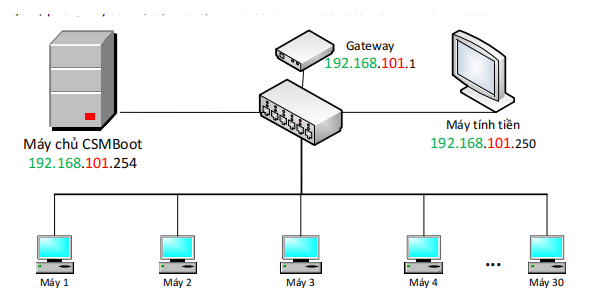 Gateway
192.168.101.1
Máy chủ CSMBoot
192.168.101.254
Máy tính tiền
192.168.101.250
Máy 1
Máy 2
Máy 3
Máy 4
...
Máy 30